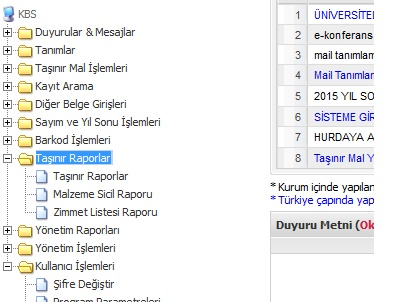 KBS
Duyurular & Mesajlar
Tanımlar
Taşınır Mal İşlemleri
Kayıt Arama
Diğer Belge Girişleri
Sayım ve Yıl Sonu İşlemleri
Barkod İşlemleri
Taşınır Raporlar
Taşınır Raporlar
Malzeme Sicil Raporu
Zimmet Listesi Raporu
Yönetim Raporları
Yönetim İşlemleri
Kullanıcı İşlemleri
Şifre Değiştir
Program Parametreleri
1 ÜNİVERSİTEL
2 e-konferans
3 mail tanımlam
4 Mail Tanımlar
5 2015 YIL SO
6 SİSTEME GİR
7 HURDAYA A
8 Taşınır Mal Y
* Kurum içinde yapılan
* Türkiye çapında yap
Duyuru Metni (Ok